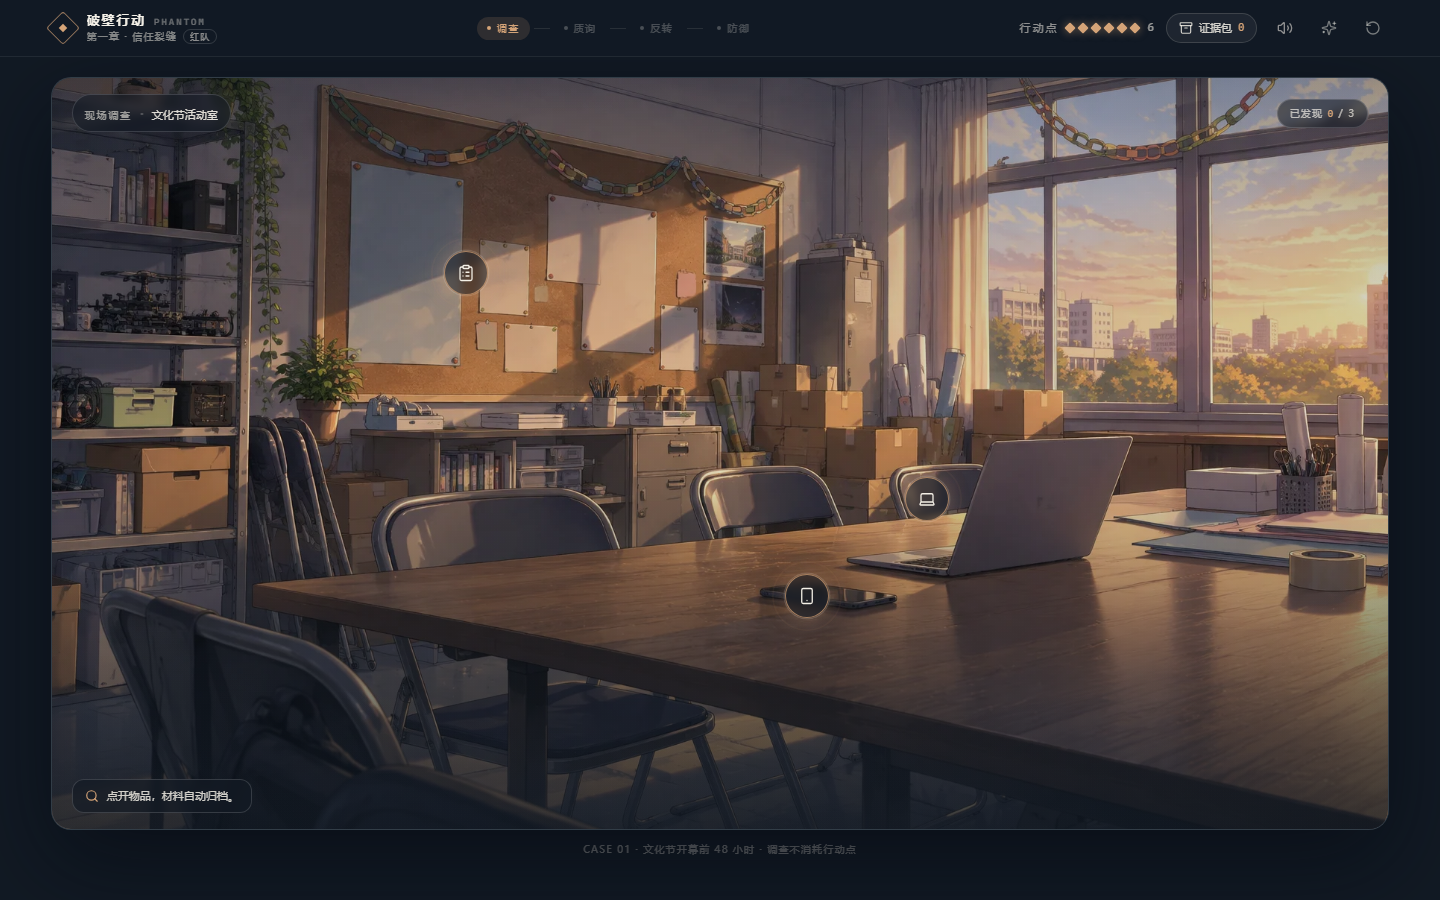 破壁行动 PHANTOM
第一章 · 信任裂缝 红队
调查
质询
反转
防御
行动点 6
证据包 0
现场调查 · 文化节活动室
已发现 0 / 3
点开物品，材料自动归档。
CASE 01 · 文化节开幕前 48 小时 · 调查不消耗行动点